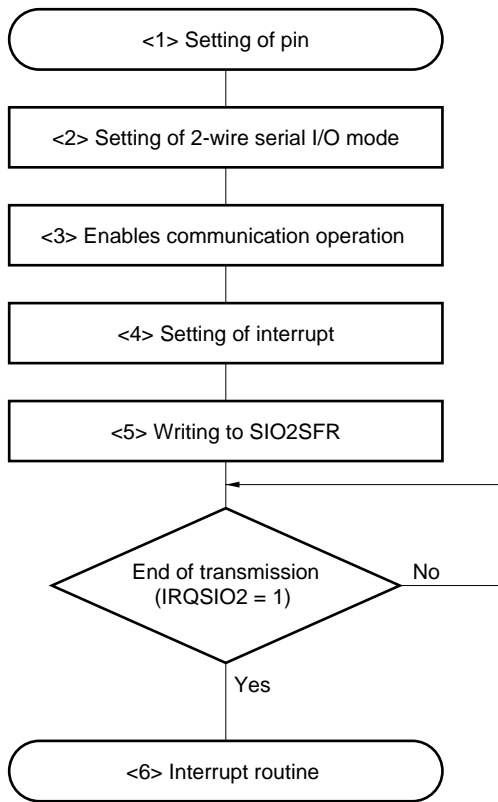 <1> Setting of pin
<2> Setting of 2-wire serial I/O mode
<3> Enables communication operation
<4> Setting of interrupt
<5> Writing to SIO2SFR
End of transmission
(IRQSIO2 = 1)
No
Yes
<6> Interrupt routine